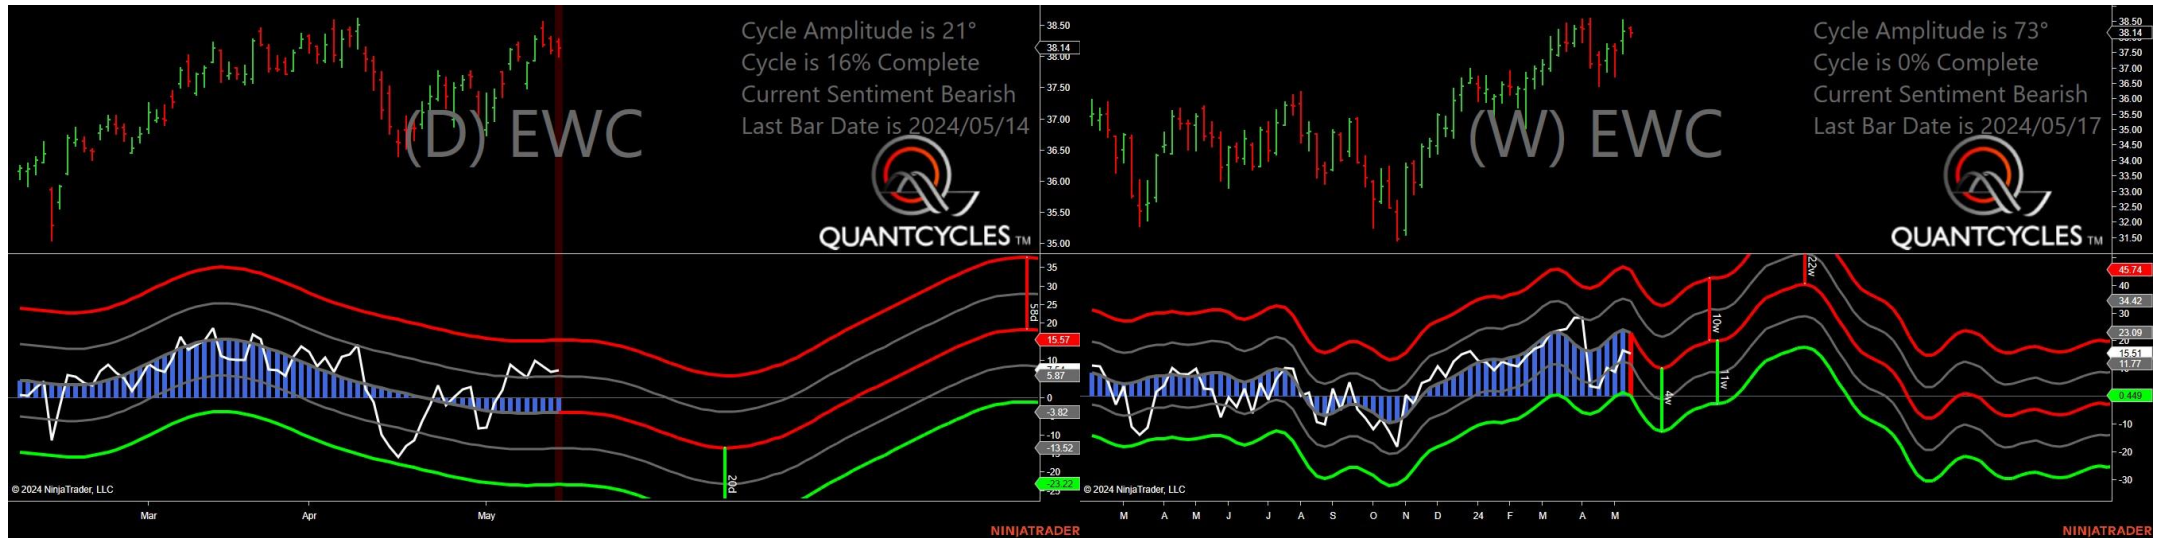 Cycle Amplitude is 21°
Cycle is 16% Complete
Current Sentiment Bearish
Last Bar Date is 2024/05/14
(D) EWC
QUANTCYCLES TM
38.50
38.14
38.00
37.50
37.00
36.50
36.00
35.50
35.00
35
30
25
20
15.57
10
5.87
0
-3.82
-10
-13.52
-20
-23.22
58d
20d
© 2024 NinjaTrader, LLC
Mar Apr May
NINJATRADER
Cycle Amplitude is 73°
Cycle is 0% Complete
Current Sentiment Bearish
Last Bar Date is 2024/05/17
(W) EWC
QUANTCYCLES TM
38.50
38.14
37.50
37.00
36.50
36.00
35.50
35.00
34.50
34.00
33.50
33.00
32.50
32.00
31.50
45.74
40
34.42
30
23.09
15.51
11.77
0.449
-10
-20
-30
22w
10w
11w
4w
© 2024 NinjaTrader, LLC
M A M J J A S O N D 24 F M A M
NINJATRADER